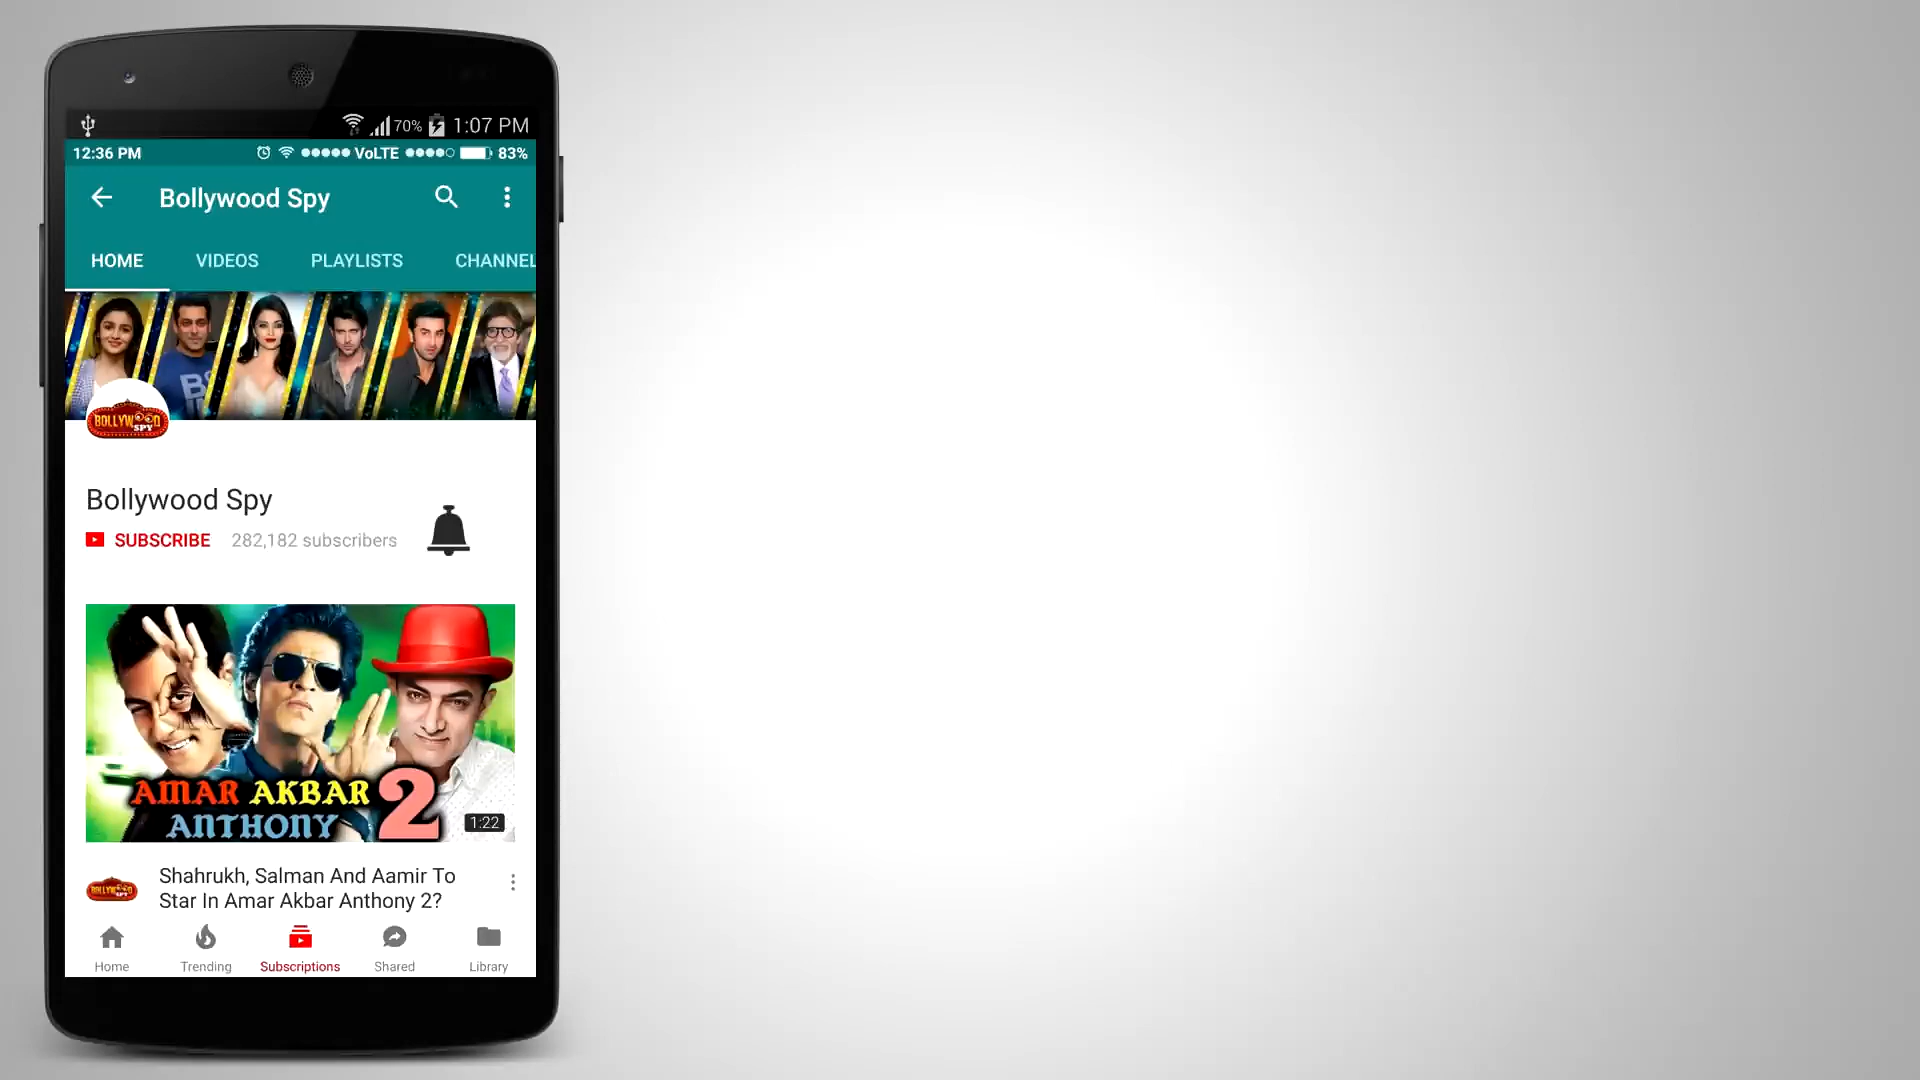 70% 1:07 PM
12:36 PM VoLTE 83%
Bollywood Spy
HOME VIDEOS PLAYLISTS CHANNEL
BOLLYWOOD
SPY
Bollywood Spy
SUBSCRIBE 282,182 subscribers
AMAR AKBAR
ANTHONY 2
1:22
Shahrukh, Salman And Aamir To
Star In Amar Akbar Anthony 2?
BOLLYWOOD
SPY
Home Trending Subscriptions Shared Library